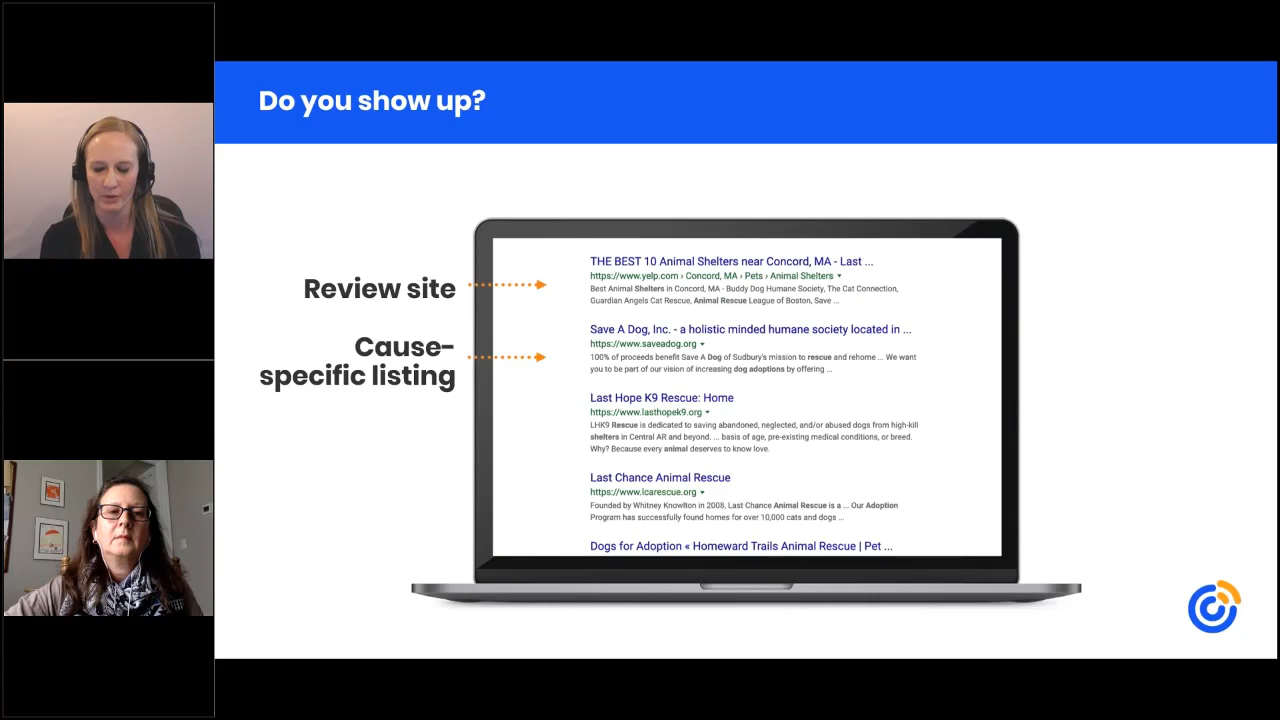 Do you show up?
Review site
Cause-
specific listing
THE BEST 10 Animal Shelters near Concord, MA - Last ...
https://www.yelp.com › Concord, MA › Pets › Animal Shelters
Best Animal Shelters in Concord, MA - Buddy Dog Humane Society, The Cat Connection,
Guardian Angels Cat Rescue, Animal Rescue League of Boston, Save ...
Save A Dog, Inc. - a holistic minded humane society located in ...
https://www.saveadog.org
100% of proceeds benefit Save A Dog of Sudbury's mission to rescue and rehome ... We want
you to be part of our vision of increasing dog adoptions by offering ...
Last Hope K9 Rescue: Home
https://www.lasthopek9.org
LHK9 Rescue is dedicated to saving abandoned, neglected, and/or abused dogs from high-kill
shelters in Central AR and beyond. ... basis of age, pre-existing medical conditions, or breed.
Why? Because every animal deserves to know love.
Last Chance Animal Rescue
https://www.lcarescue.org
Founded by Whitney Knowlton in 2008, Last Chance Animal Rescue is a ... Our Adoption
Program has successfully found homes for over 10,000 cats and dogs ...
Dogs for Adoption « Homeward Trails Animal Rescue | Pet ...